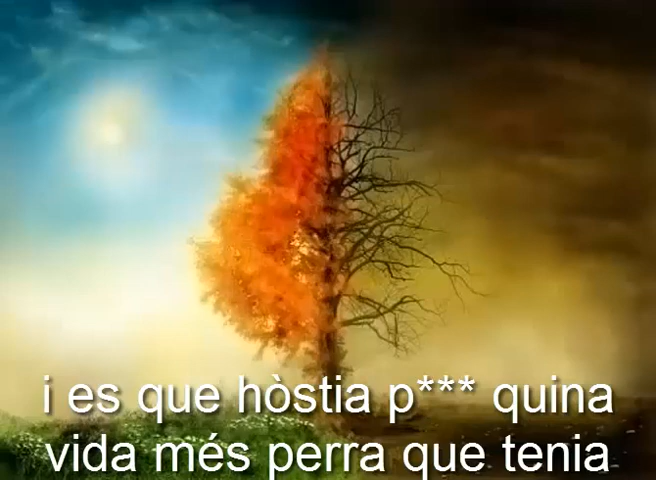 i es que hòstia p*** quina
vida més perra que tenia